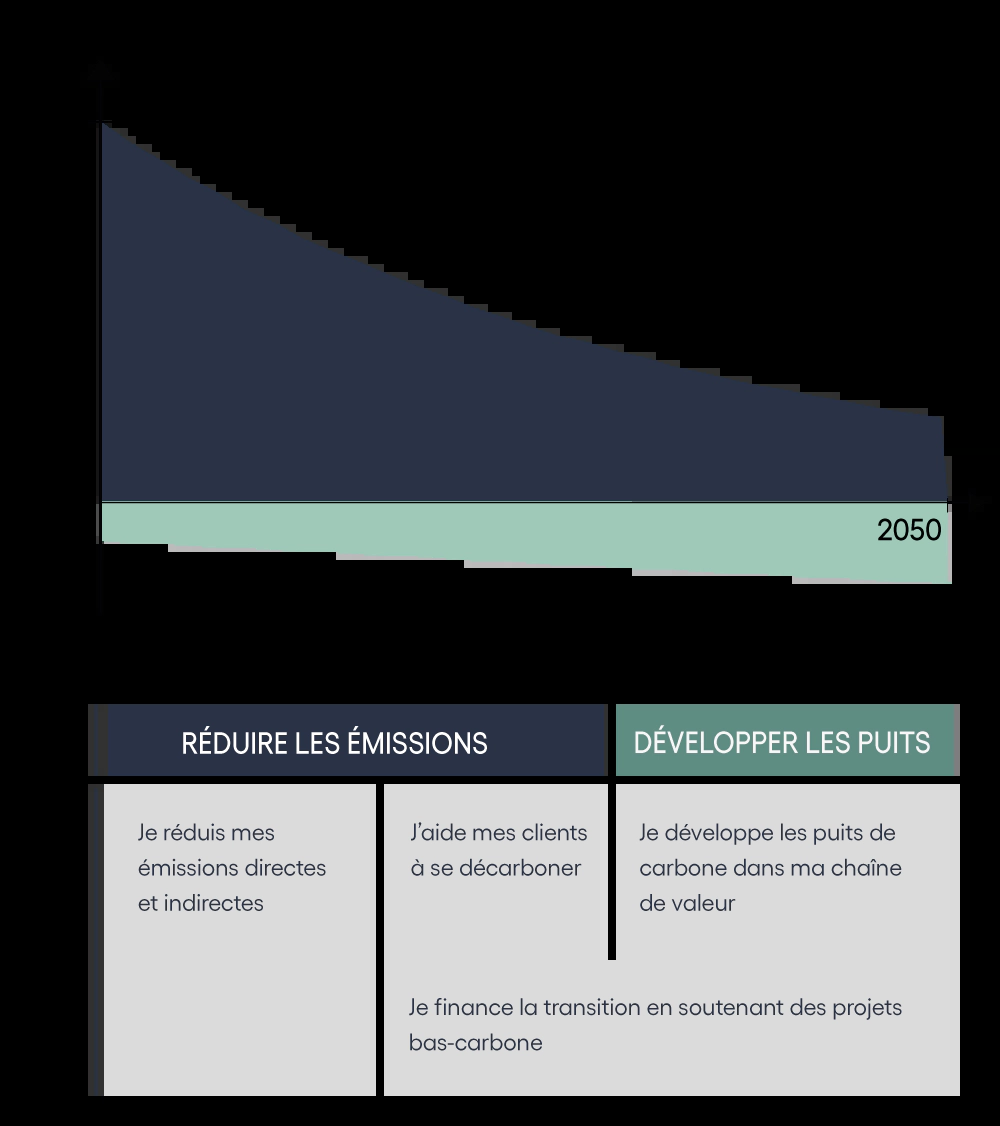 2050
RÉDUIRE LES ÉMISSIONS
DÉVELOPPER LES PUITS
Je réduis mes
émissions directes
et indirectes
J’aide mes clients
à se décarboner
Je développe les puits de
carbone dans ma chaîne
de valeur
Je finance la transition en soutenant des projets
bas-carbone